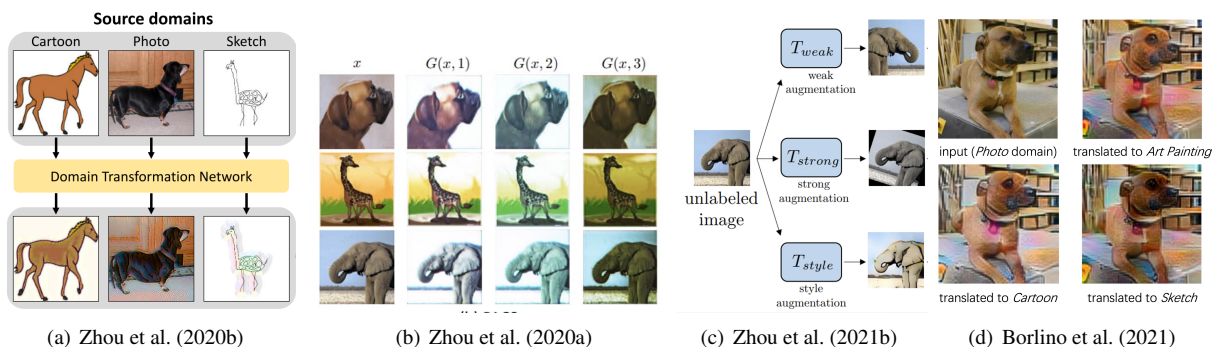 Source domains
Cartoon Photo Sketch
Domain Transformation Network
(a) Zhou et al. (2020b)
x G(x, 1) G(x, 2) G(x, 3)
(b) Zhou et al. (2020a)
unlabeled
image
T_weak
weak
augmentation
T_strong
strong
augmentation
T_style
style
augmentation
(c) Zhou et al. (2021b)
input (Photo domain) translated to Art Painting
translated to Cartoon translated to Sketch
(d) Borlino et al. (2021)